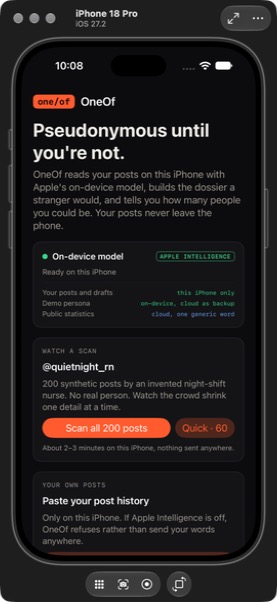 iPhone 18 Pro
iOS 27.2
10:08
one/of OneOf
Pseudonymous until
you're not.
OneOf reads your posts on this iPhone with
Apple's on-device model, builds the dossier a
stranger would, and tells you how many people
you could be. Your posts never leave the
phone.
On-device model APPLE INTELLIGENCE
Ready on this iPhone
Your posts and drafts this iPhone only
Demo persona on-device, cloud as backup
Public statistics cloud, one generic word
WATCH A SCAN
@quietnight_rn
200 synthetic posts by an invented night-shift
nurse. No real person. Watch the crowd shrink
one detail at a time.
Scan all 200 posts Quick · 60
About 2–3 minutes on this iPhone, nothing sent anywhere.
YOUR OWN POSTS
Paste your post history
Only on this iPhone. If Apple Intelligence is off,
OneOf refuses rather than send your words
anywhere.